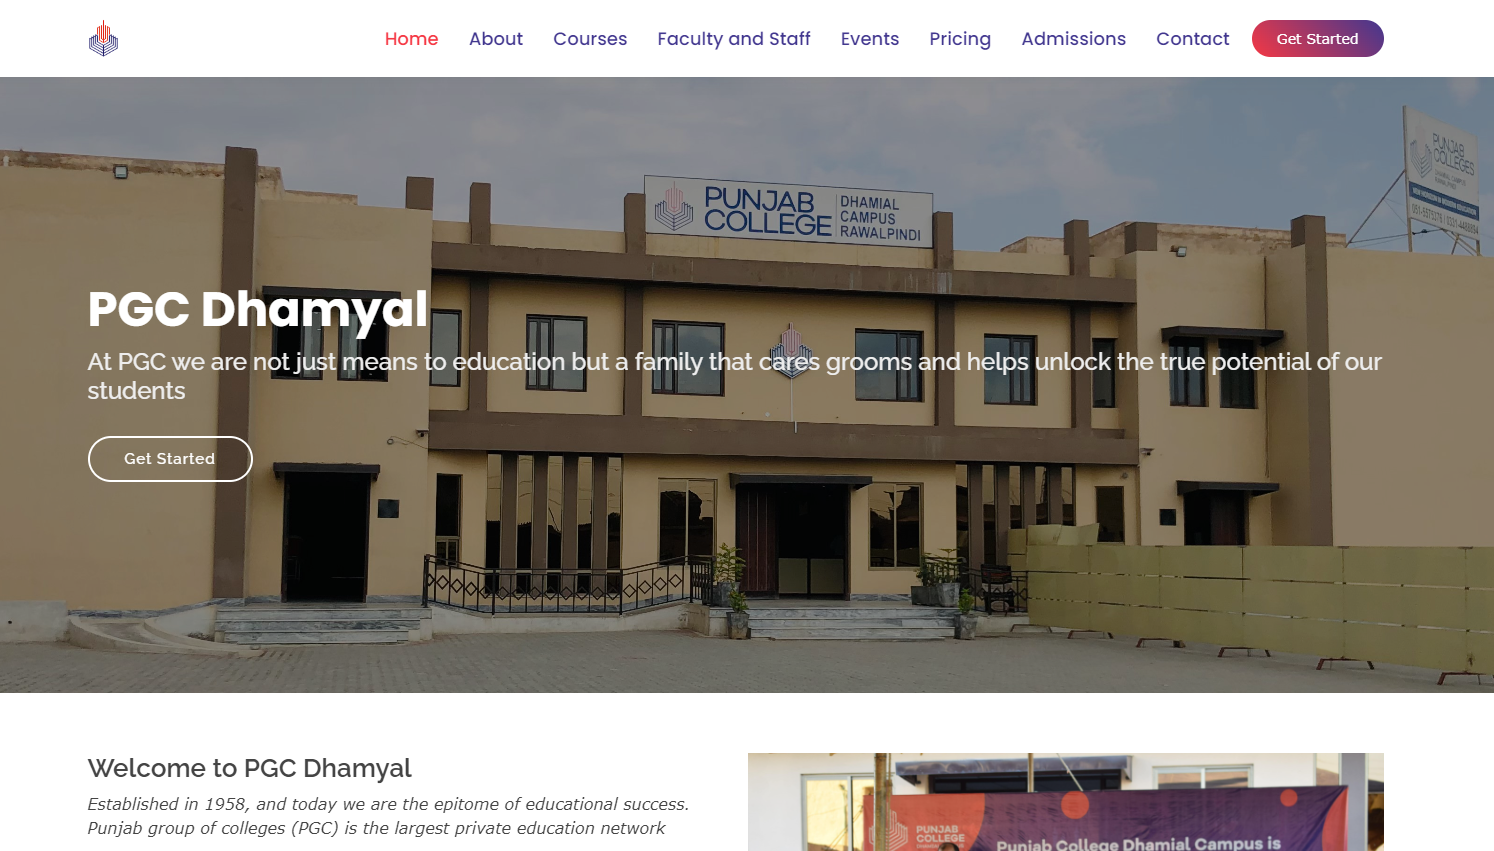 Home About Courses Faculty and Staff Events Pricing Admissions Contact Get Started
PUNJAB
COLLEGE
DHAMIAL
CAMPUS
RAWALPINDI
PUNJAB
COLLEGES
DHAMIAL CAMPUS
RAWALPINDI
PGC Dhamyal
At PGC we are not just means to education but a family that cares grooms and helps unlock the true potential of our
students
Get Started
Welcome to PGC Dhamyal
Established in 1958, and today we are the epitome of educational success.
Punjab group of colleges (PGC) is the largest private education network
PUNJAB
COLLEGE
Punjab College Dhamial Campus is